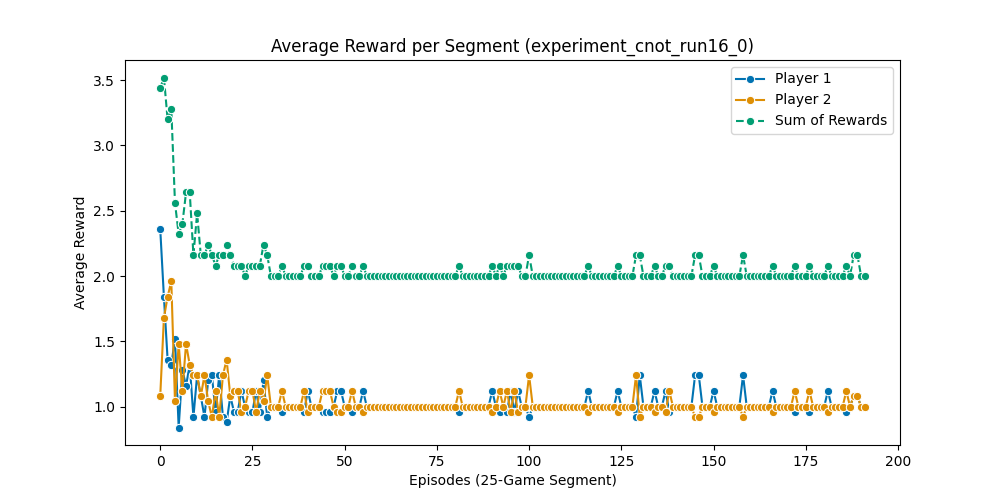 Average Reward per Segment (experiment_cnot_run16_0)
Average Reward
3.5
3.0
2.5
2.0
1.5
1.0
Player 1
Player 2
Sum of Rewards
0
25
50
75
100
125
150
175
200
Episodes (25-Game Segment)